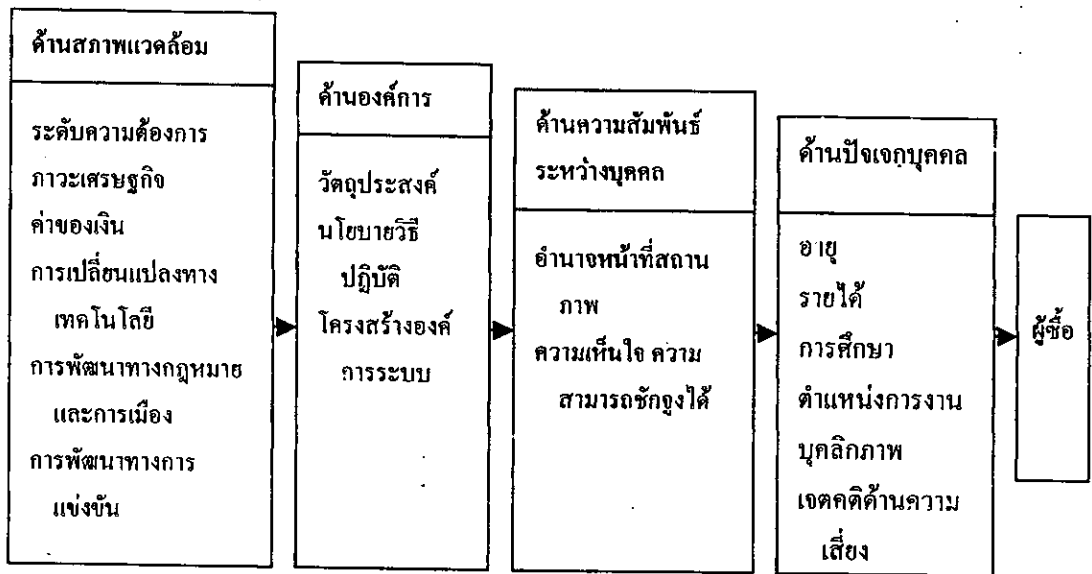 ด้านสภาพแวดล้อม
ระดับความต้องการ
ภาวะเศรษฐกิจ
ค่าของเงิน
การเปลี่ยนแปลงทาง
เทคโนโลยี
การพัฒนาทางกฎหมาย
และการเมือง
การพัฒนาทางการ
แข่งขัน
ด้านองค์การ
วัตถุประสงค์
นโยบายวิธี
ปฏิบัติ
โครงสร้างองค์
การระบบ
ด้านความสัมพันธ์
ระหว่างบุคคล
อำนาจหน้าที่สถาน
ภาพ
ความเห็นใจ ความ
สามารถชักจูงได้
ด้านปัจเจกบุคคล
อายุ
รายได้
การศึกษา
ตำแหน่งการงาน
บุคลิกภาพ
เจตคติด้านความ
เสี่ยง
ผู้ซื้อ